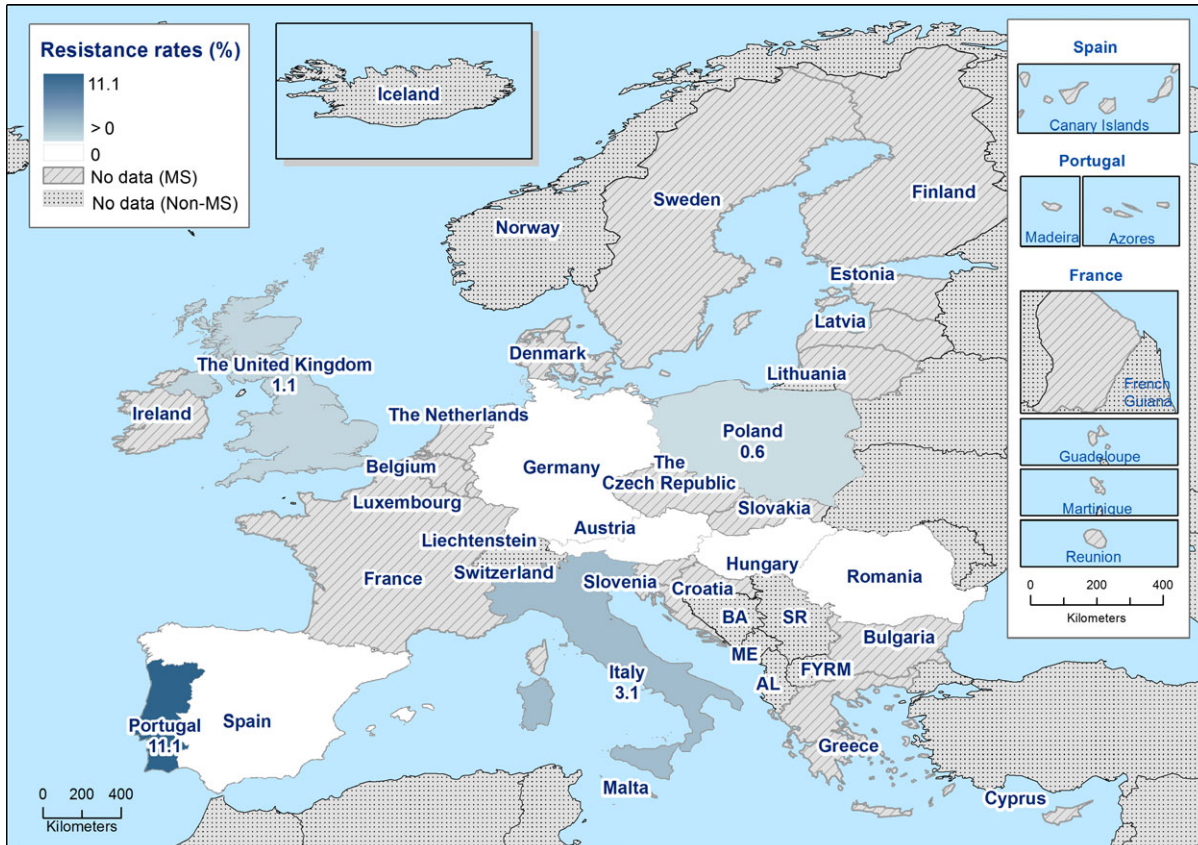 Resistance rates (%)
11.1
> 0
0
No data (MS)
No data (Non-MS)
Iceland
Norway
Sweden
Finland
Estonia
Latvia
Lithuania
Denmark
The United Kingdom
1.1
Ireland
The Netherlands
Belgium
Luxembourg
Germany
Poland
0.6
The
Czech Republic
Slovakia
Austria
Liechtenstein
Switzerland
France
Slovenia
Hungary
Croatia
Romania
BA
SR
ME
AL
FYRM
Bulgaria
Italy
3.1
Portugal
11.1
Spain
Greece
Malta
Cyprus
0 200 400
Kilometers
Spain
Canary Islands
Portugal
Madeira
Azores
France
French
Guiana
Guadeloupe
Martinique
Reunion
0 200 400
Kilometers